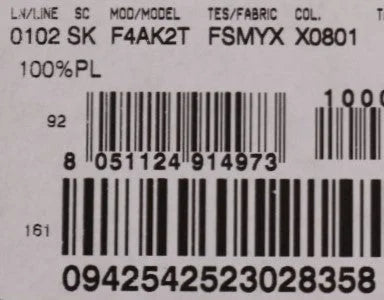 LN/LINE SC MOD/MODEL TES/FABRIC COL. T
0102 SK F4AK2T FSMYX X0801
100%PL
100
92
8 051124 914973
161
0942542523028358